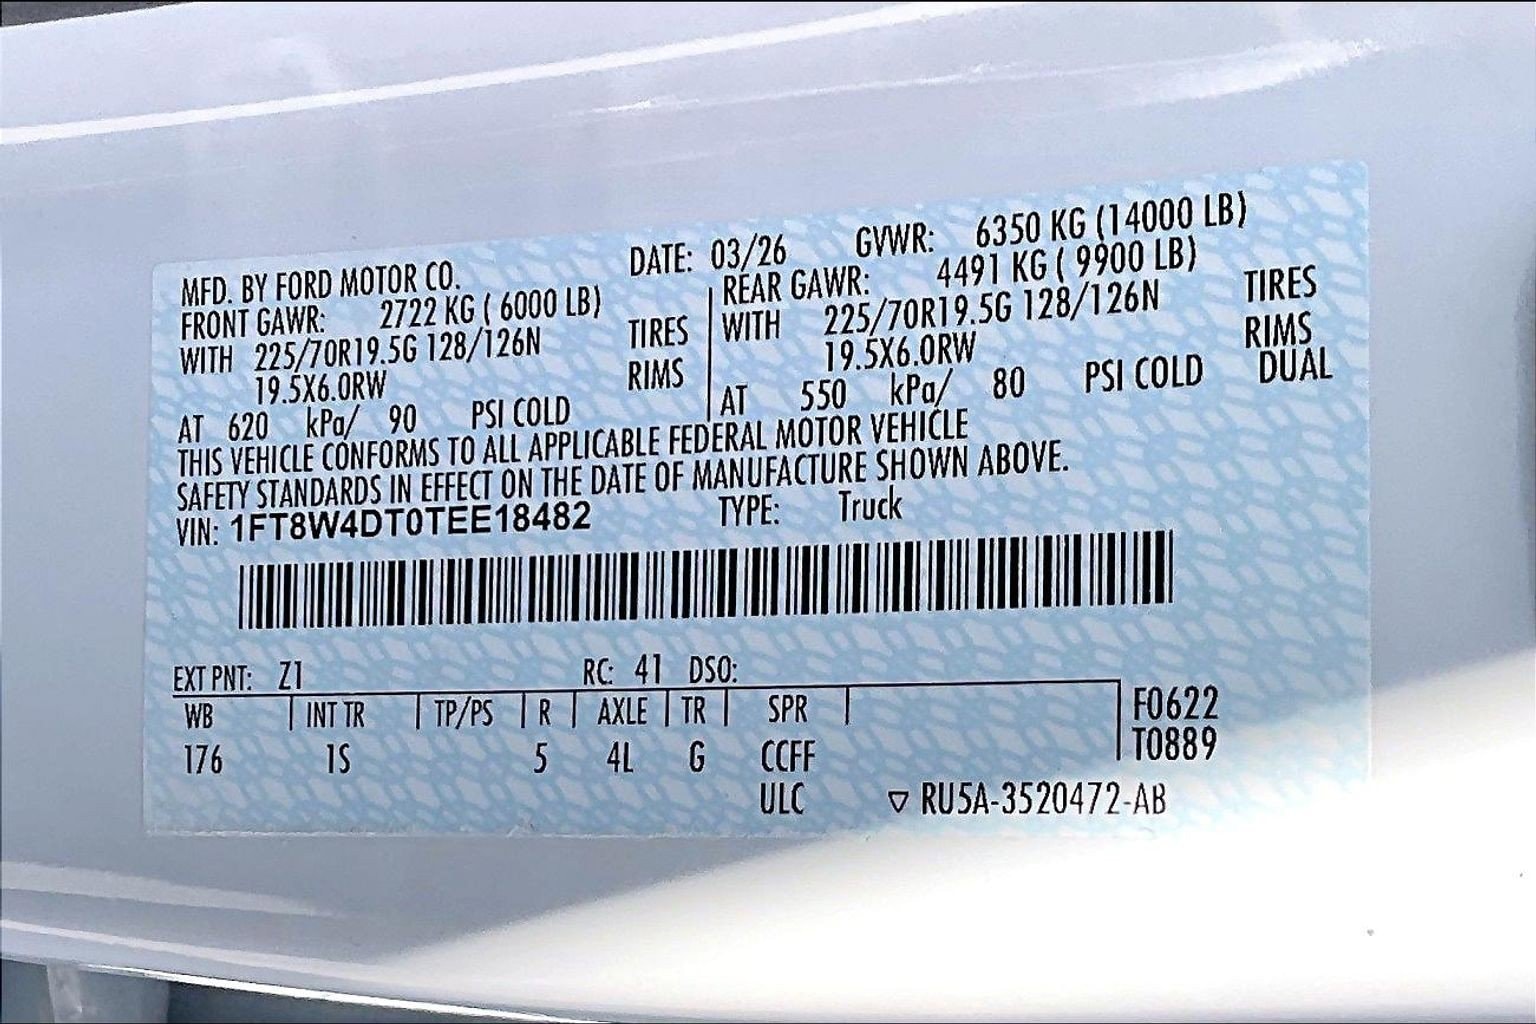 MFD. BY FORD MOTOR CO. DATE: 03/26 GVWR: 6350 KG (14000 LB)
FRONT GAWR: 2722 KG ( 6000 LB) REAR GAWR: 4491 KG ( 9900 LB)
WITH 225/70R19.5G 128/126N TIRES WITH 225/70R19.5G 128/126N TIRES
19.5X6.0RW RIMS 19.5X6.0RW RIMS
AT 620 kPa/ 90 PSI COLD AT 550 kPa/ 80 PSI COLD DUAL
THIS VEHICLE CONFORMS TO ALL APPLICABLE FEDERAL MOTOR VEHICLE
SAFETY STANDARDS IN EFFECT ON THE DATE OF MANUFACTURE SHOWN ABOVE.
VIN: 1FT8W4DT0TEE18482 TYPE: Truck
EXT PNT: Z1 RC: 41 DSO:
WB INT TR TP/PS R AXLE TR SPR F0622
176 1S 5 4L G CCFF T0889
ULC ▽ RU5A-3520472-AB